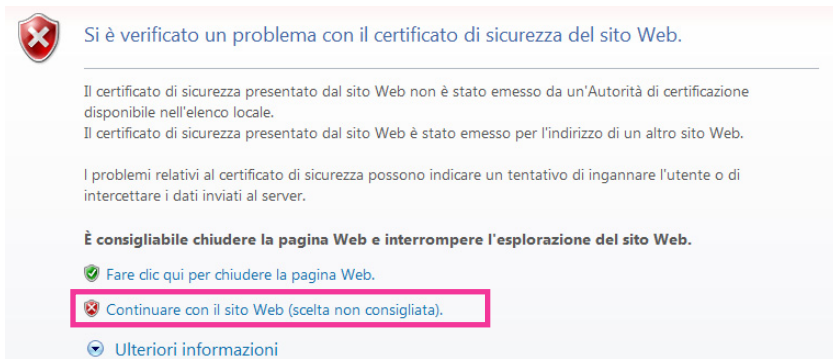 Si è verificato un problema con il certificato di sicurezza del sito Web.
Il certificato di sicurezza presentato dal sito Web non è stato emesso da un'Autorità di certificazione
disponibile nell'elenco locale.
Il certificato di sicurezza presentato dal sito Web è stato emesso per l'indirizzo di un altro sito Web.
I problemi relativi al certificato di sicurezza possono indicare un tentativo di ingannare l'utente o di
intercettare i dati inviati al server.
È consigliabile chiudere la pagina Web e interrompere l'esplorazione del sito Web.
Fare clic qui per chiudere la pagina Web.
Continuare con il sito Web (scelta non consigliata).
Ulteriori informazioni